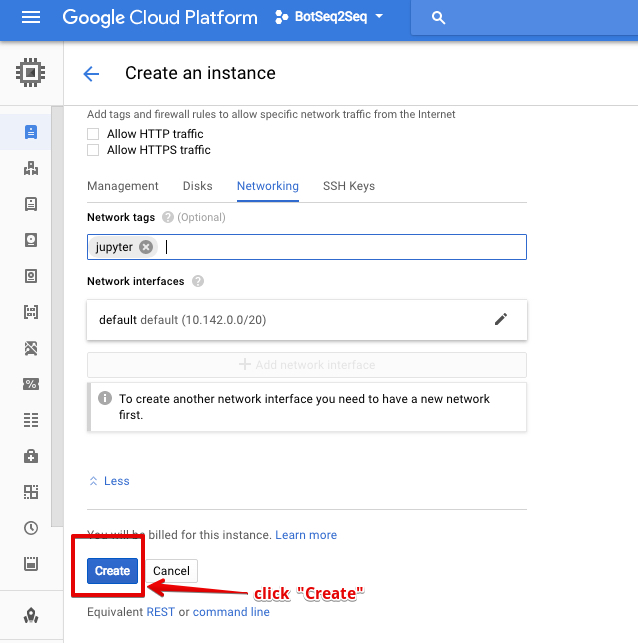 Google Cloud Platform BotSeq2Seq
Create an instance
Add tags and firewall rules to allow specific network traffic from the Internet
Allow HTTP traffic
Allow HTTPS traffic
Management Disks Networking SSH Keys
Network tags (Optional)
jupyter
Network interfaces
default default (10.142.0.0/20)
Add network interface
To create another network interface you need to have a new network
first.
Less
You will be billed for this instance. Learn more
Create Cancel
click "Create"
Equivalent REST or command line